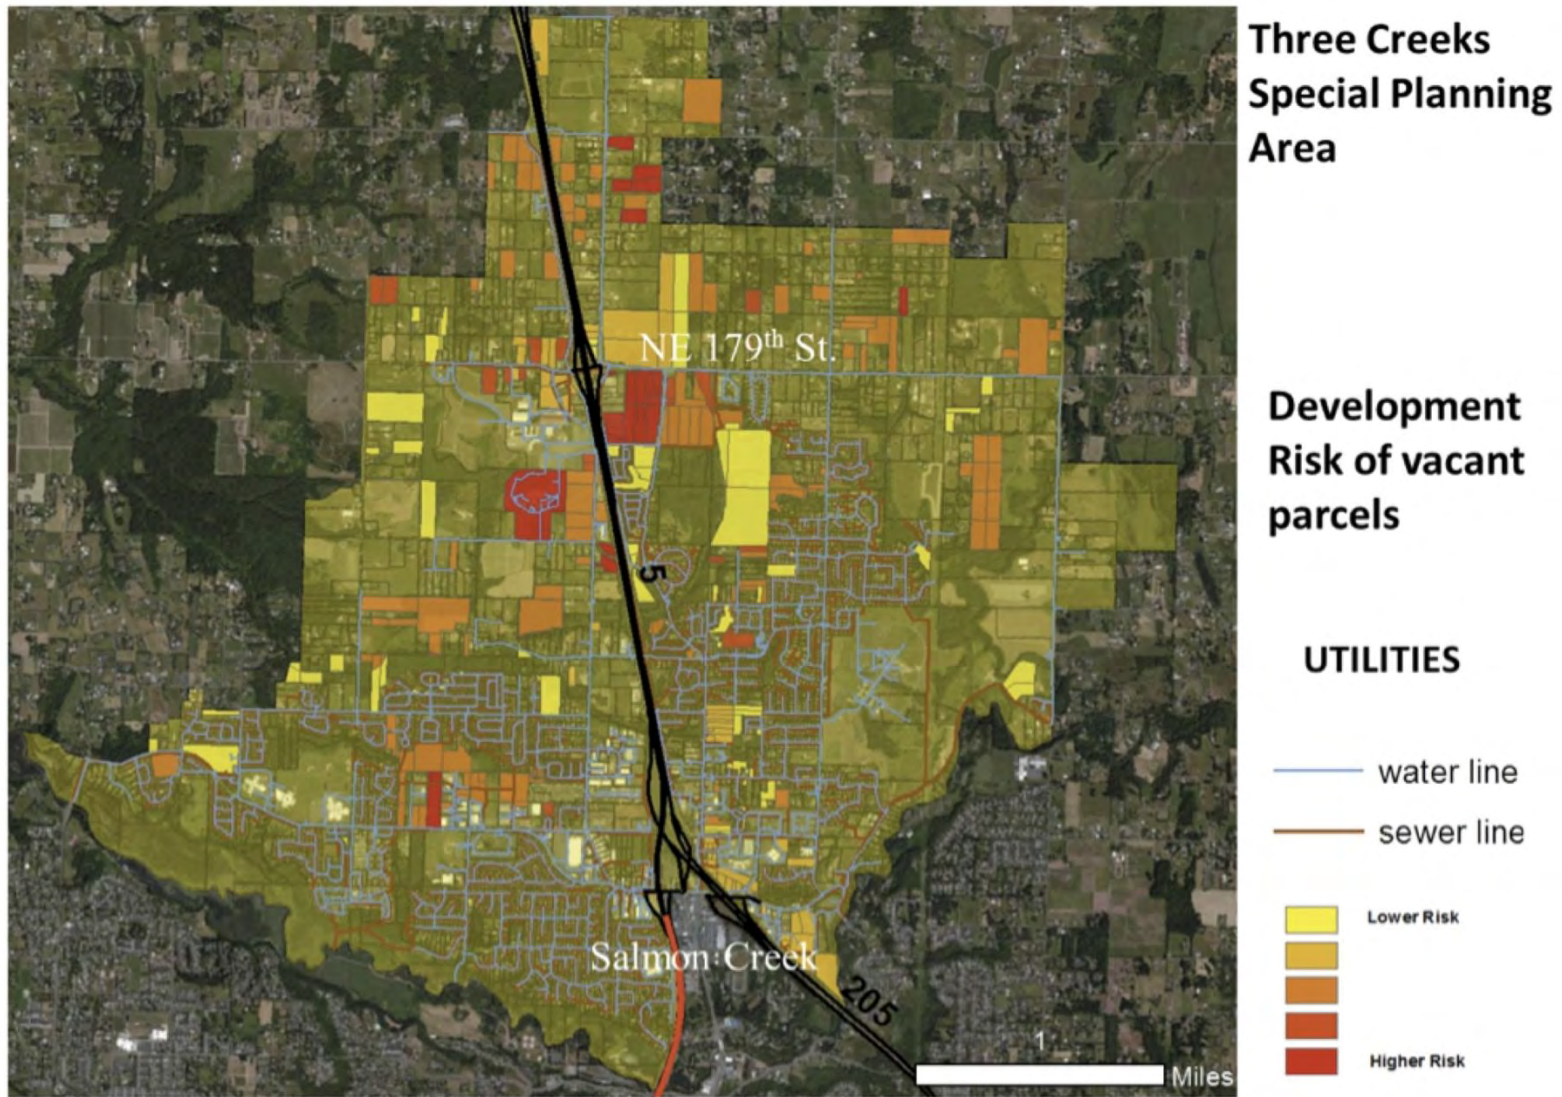 Three Creeks
Special Planning
Area
NE 179th St.
Development
Risk of vacant
parcels
5
UTILITIES
water line
sewer line
Lower Risk
Salmon Creek
205
1
Miles
Higher Risk